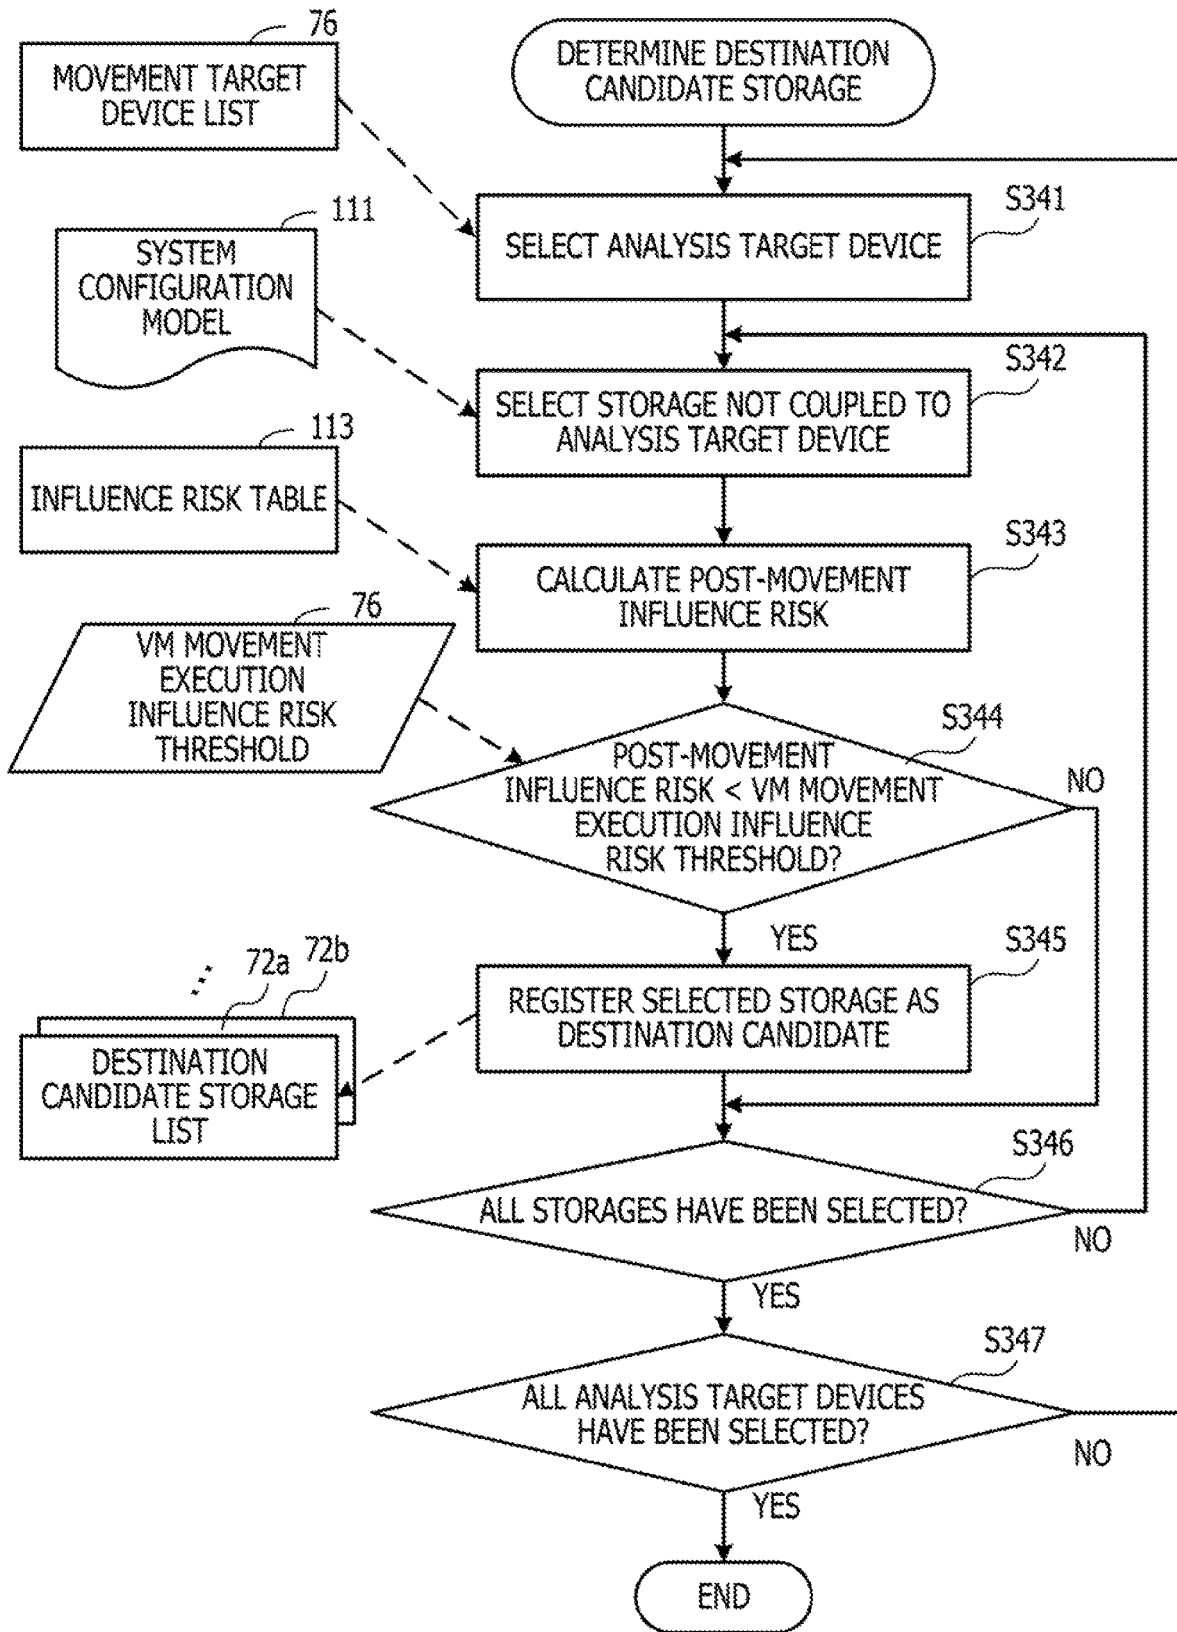 76
MOVEMENT TARGET
DEVICE LIST
DETERMINE DESTINATION
CANDIDATE STORAGE
S341
SELECT ANALYSIS TARGET DEVICE
111
SYSTEM
CONFIGURATION
MODEL
S342
SELECT STORAGE NOT COUPLED TO
ANALYSIS TARGET DEVICE
113
INFLUENCE RISK TABLE
S343
CALCULATE POST-MOVEMENT
INFLUENCE RISK
76
VM MOVEMENT
EXECUTION
INFLUENCE RISK
THRESHOLD
S344
POST-MOVEMENT
INFLUENCE RISK < VM MOVEMENT
EXECUTION INFLUENCE
RISK THRESHOLD?
NO
YES
S345
REGISTER SELECTED STORAGE AS
DESTINATION CANDIDATE
...
72a
72b
DESTINATION
CANDIDATE STORAGE
LIST
S346
ALL STORAGES HAVE BEEN SELECTED?
NO
YES
S347
ALL ANALYSIS TARGET DEVICES
HAVE BEEN SELECTED?
NO
YES
END